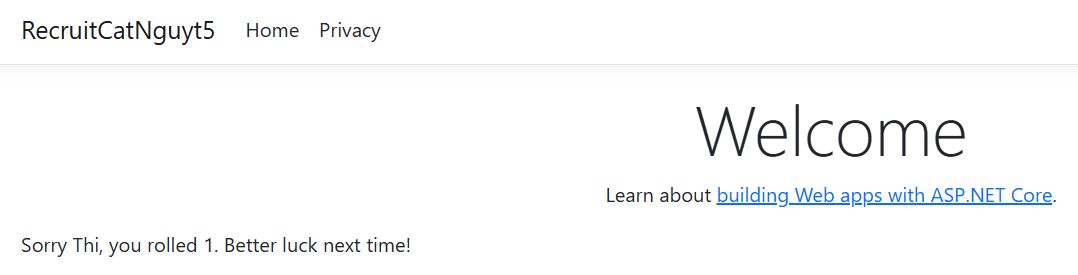 RecruitCatNguyt5 Home Privacy
Welcome
Learn about building Web apps with ASP.NET Core.
Sorry Thi, you rolled 1. Better luck next time!